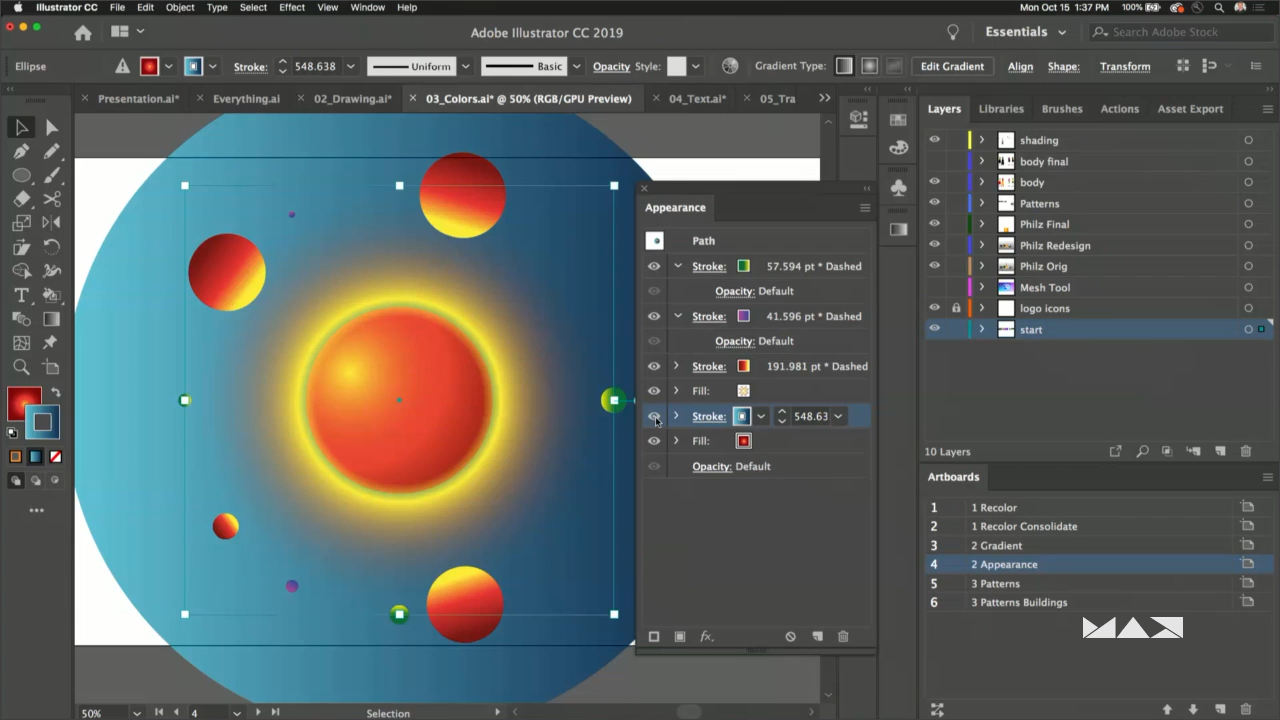 Illustrator CC File Edit Object Type Select Effect View Window Help Mon Oct 15 1:37 PM 100%
Adobe Illustrator CC 2019 Essentials Search Adobe Stock
Ellipse Stroke: 548.638 Uniform Basic Opacity Style: Gradient Type: Edit Gradient Align Shape: Transform
Presentation.ai* Everything.ai 02_Drawing.ai* 03_Colors.ai* @ 50% (RGB/GPU Preview) 04_Text.ai* 05_Tra
Layers Libraries Brushes Actions Asset Export
shading
body final
body
Patterns
Philz Final
Philz Redesign
Philz Orig
Mesh Tool
logo icons
start
10 Layers
Appearance
Path
Stroke: 57.594 pt * Dashed
Opacity: Default
Stroke: 41.596 pt * Dashed
Opacity: Default
Stroke: 191.981 pt * Dashed
Fill:
Stroke: 548.63
Fill:
Opacity: Default
fx.
Artboards
1 1 Recolor
2 1 Recolor Consolidate
3 2 Gradient
4 2 Appearance
5 3 Patterns
6 3 Patterns Buildings
MAX
50% 4 Selection